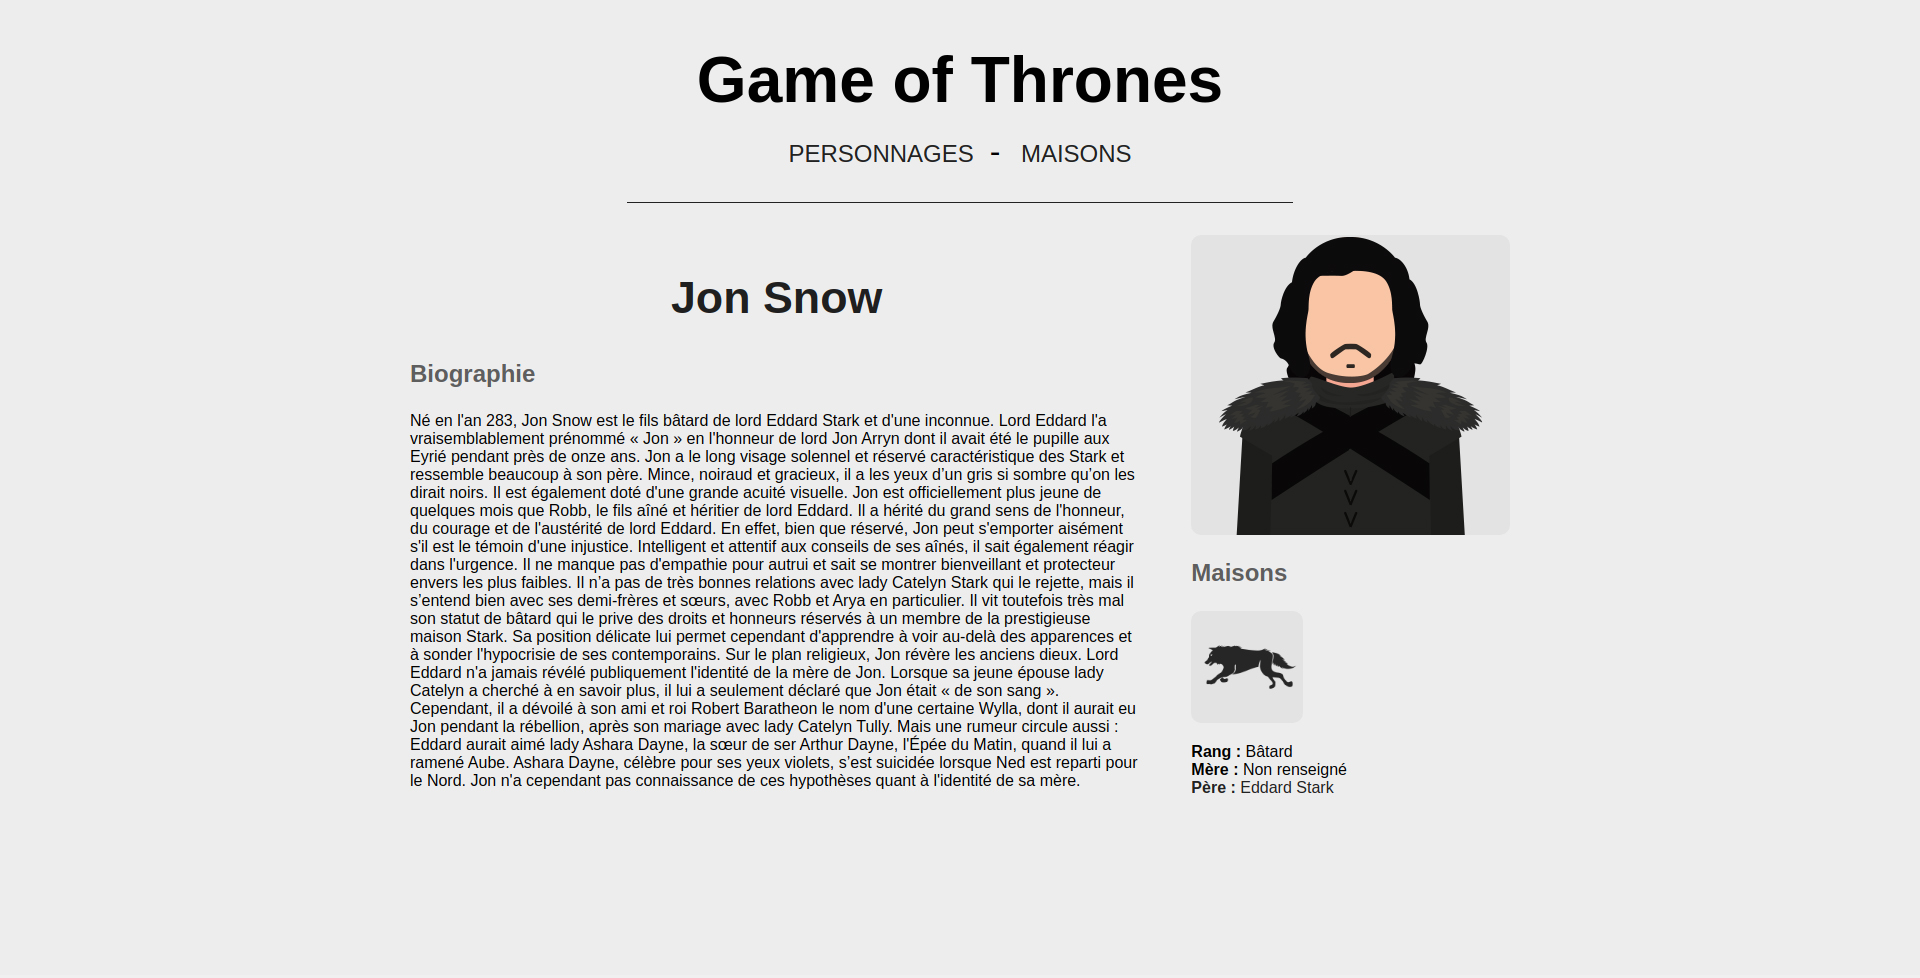 Game of Thrones
PERSONNAGES - MAISONS
Jon Snow
Biographie
Né en l'an 283, Jon Snow est le fils bâtard de lord Eddard Stark et d'une inconnue. Lord Eddard l'a
vraisemblablement prénommé « Jon » en l'honneur de lord Jon Arryn dont il avait été le pupille aux
Eyrié pendant près de onze ans. Jon a le long visage solennel et réservé caractéristique des Stark et
ressemble beaucoup à son père. Mince, noiraud et gracieux, il a les yeux d’un gris si sombre qu’on les
dirait noirs. Il est également doté d'une grande acuité visuelle. Jon est officiellement plus jeune de
quelques mois que Robb, le fils aîné et héritier de lord Eddard. Il a hérité du grand sens de l'honneur,
du courage et de l'austérité de lord Eddard. En effet, bien que réservé, Jon peut s'emporter aisément
s'il est le témoin d'une injustice. Intelligent et attentif aux conseils de ses aînés, il sait également réagir
dans l'urgence. Il ne manque pas d'empathie pour autrui et sait se montrer bienveillant et protecteur
envers les plus faibles. Il n’a pas de très bonnes relations avec lady Catelyn Stark qui le rejette, mais il
s’entend bien avec ses demi-frères et sœurs, avec Robb et Arya en particulier. Il vit toutefois très mal
son statut de bâtard qui le prive des droits et honneurs réservés à un membre de la prestigieuse
maison Stark. Sa position délicate lui permet cependant d'apprendre à voir au-delà des apparences et
à sonder l'hypocrisie de ses contemporains. Sur le plan religieux, Jon révère les anciens dieux. Lord
Eddard n'a jamais révélé publiquement l'identité de la mère de Jon. Lorsque sa jeune épouse lady
Catelyn a cherché à en savoir plus, il lui a seulement déclaré que Jon était « de son sang ».
Cependant, il a dévoilé à son ami et roi Robert Baratheon le nom d'une certaine Wylla, dont il aurait eu
Jon pendant la rébellion, après son mariage avec lady Catelyn Tully. Mais une rumeur circule aussi :
Eddard aurait aimé lady Ashara Dayne, la sœur de ser Arthur Dayne, l'Épée du Matin, quand il lui a
ramené Aube. Ashara Dayne, célèbre pour ses yeux violets, s’est suicidée lorsque Ned est reparti pour
le Nord. Jon n'a cependant pas connaissance de ces hypothèses quant à l'identité de sa mère.
Maisons
Rang : Bâtard
Mère : Non renseigné
Père : Eddard Stark